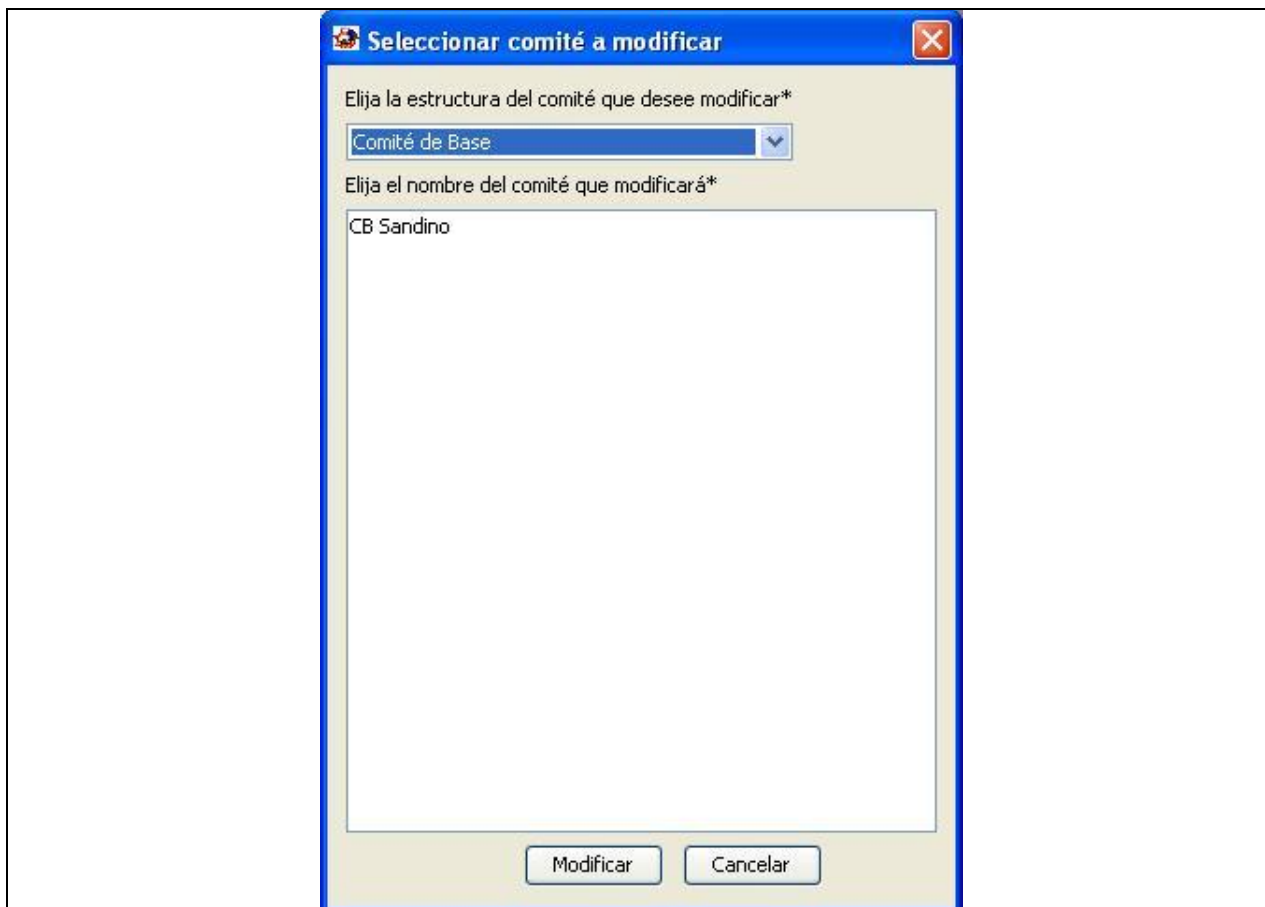 Seleccionar comité a modificar
Elija la estructura del comité que desee modificar*
Comité de Base
Elija el nombre del comité que modificará*
CB Sandino
Modificar Cancelar